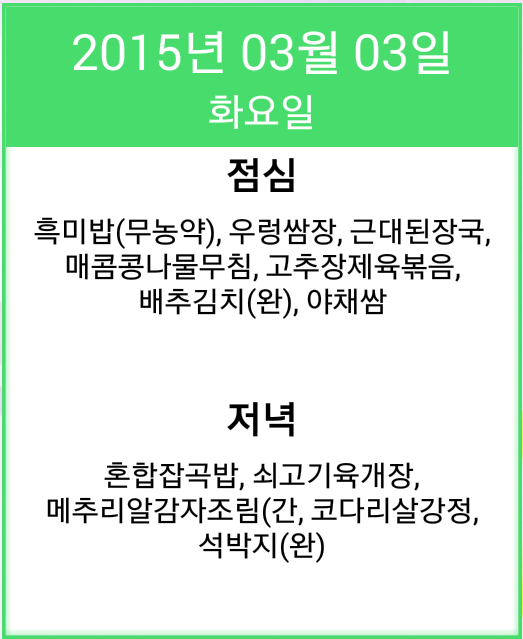 2015년 03월 03일
화요일
점심
흑미밥(무농약), 우렁쌈장, 근대된장국,
매콤콩나물무침, 고추장제육볶음,
배추김치(완), 야채쌈
저녁
혼합잡곡밥, 쇠고기육개장,
메추리알감자조림(간, 코다리살강정,
석박지(완)